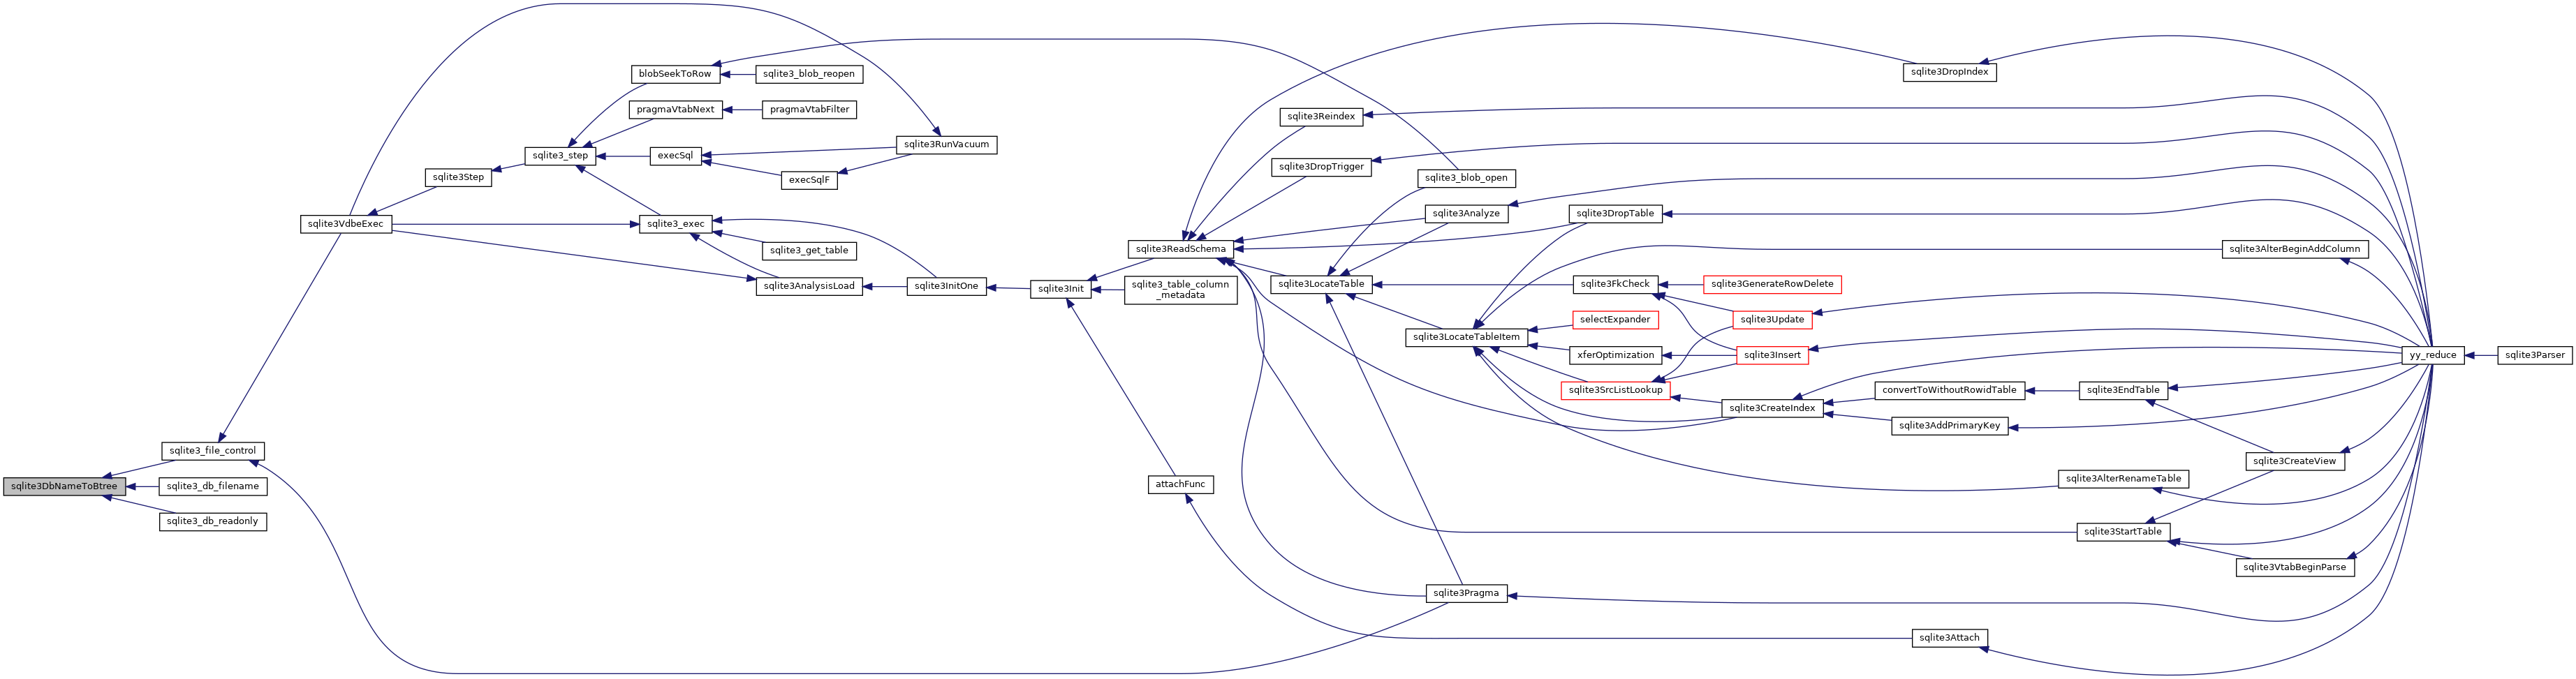 sqlite3DbNameToBtree
sqlite3_file_control
sqlite3_db_filename
sqlite3_db_readonly
sqlite3VdbeExec
sqlite3Step
sqlite3_step
blobSeekToRow
sqlite3_blob_reopen
pragmaVtabNext
pragmaVtabFilter
execSql
execSqlF
sqlite3RunVacuum
sqlite3_exec
sqlite3_get_table
sqlite3AnalysisLoad
sqlite3InitOne
sqlite3Init
sqlite3ReadSchema
sqlite3_table_column
_metadata
attachFunc
sqlite3Reindex
sqlite3DropTrigger
sqlite3LocateTable
sqlite3_blob_open
sqlite3Analyze
sqlite3LocateTableItem
sqlite3Pragma
sqlite3DropTable
sqlite3FkCheck
selectExpander
xferOptimization
sqlite3SrcListLookup
sqlite3GenerateRowDelete
sqlite3Update
sqlite3Insert
sqlite3CreateIndex
sqlite3DropIndex
convertToWithoutRowidTable
sqlite3AddPrimaryKey
sqlite3Attach
sqlite3EndTable
sqlite3AlterRenameTable
sqlite3StartTable
sqlite3AlterBeginAddColumn
sqlite3CreateView
sqlite3VtabBeginParse
yy_reduce
sqlite3Parser